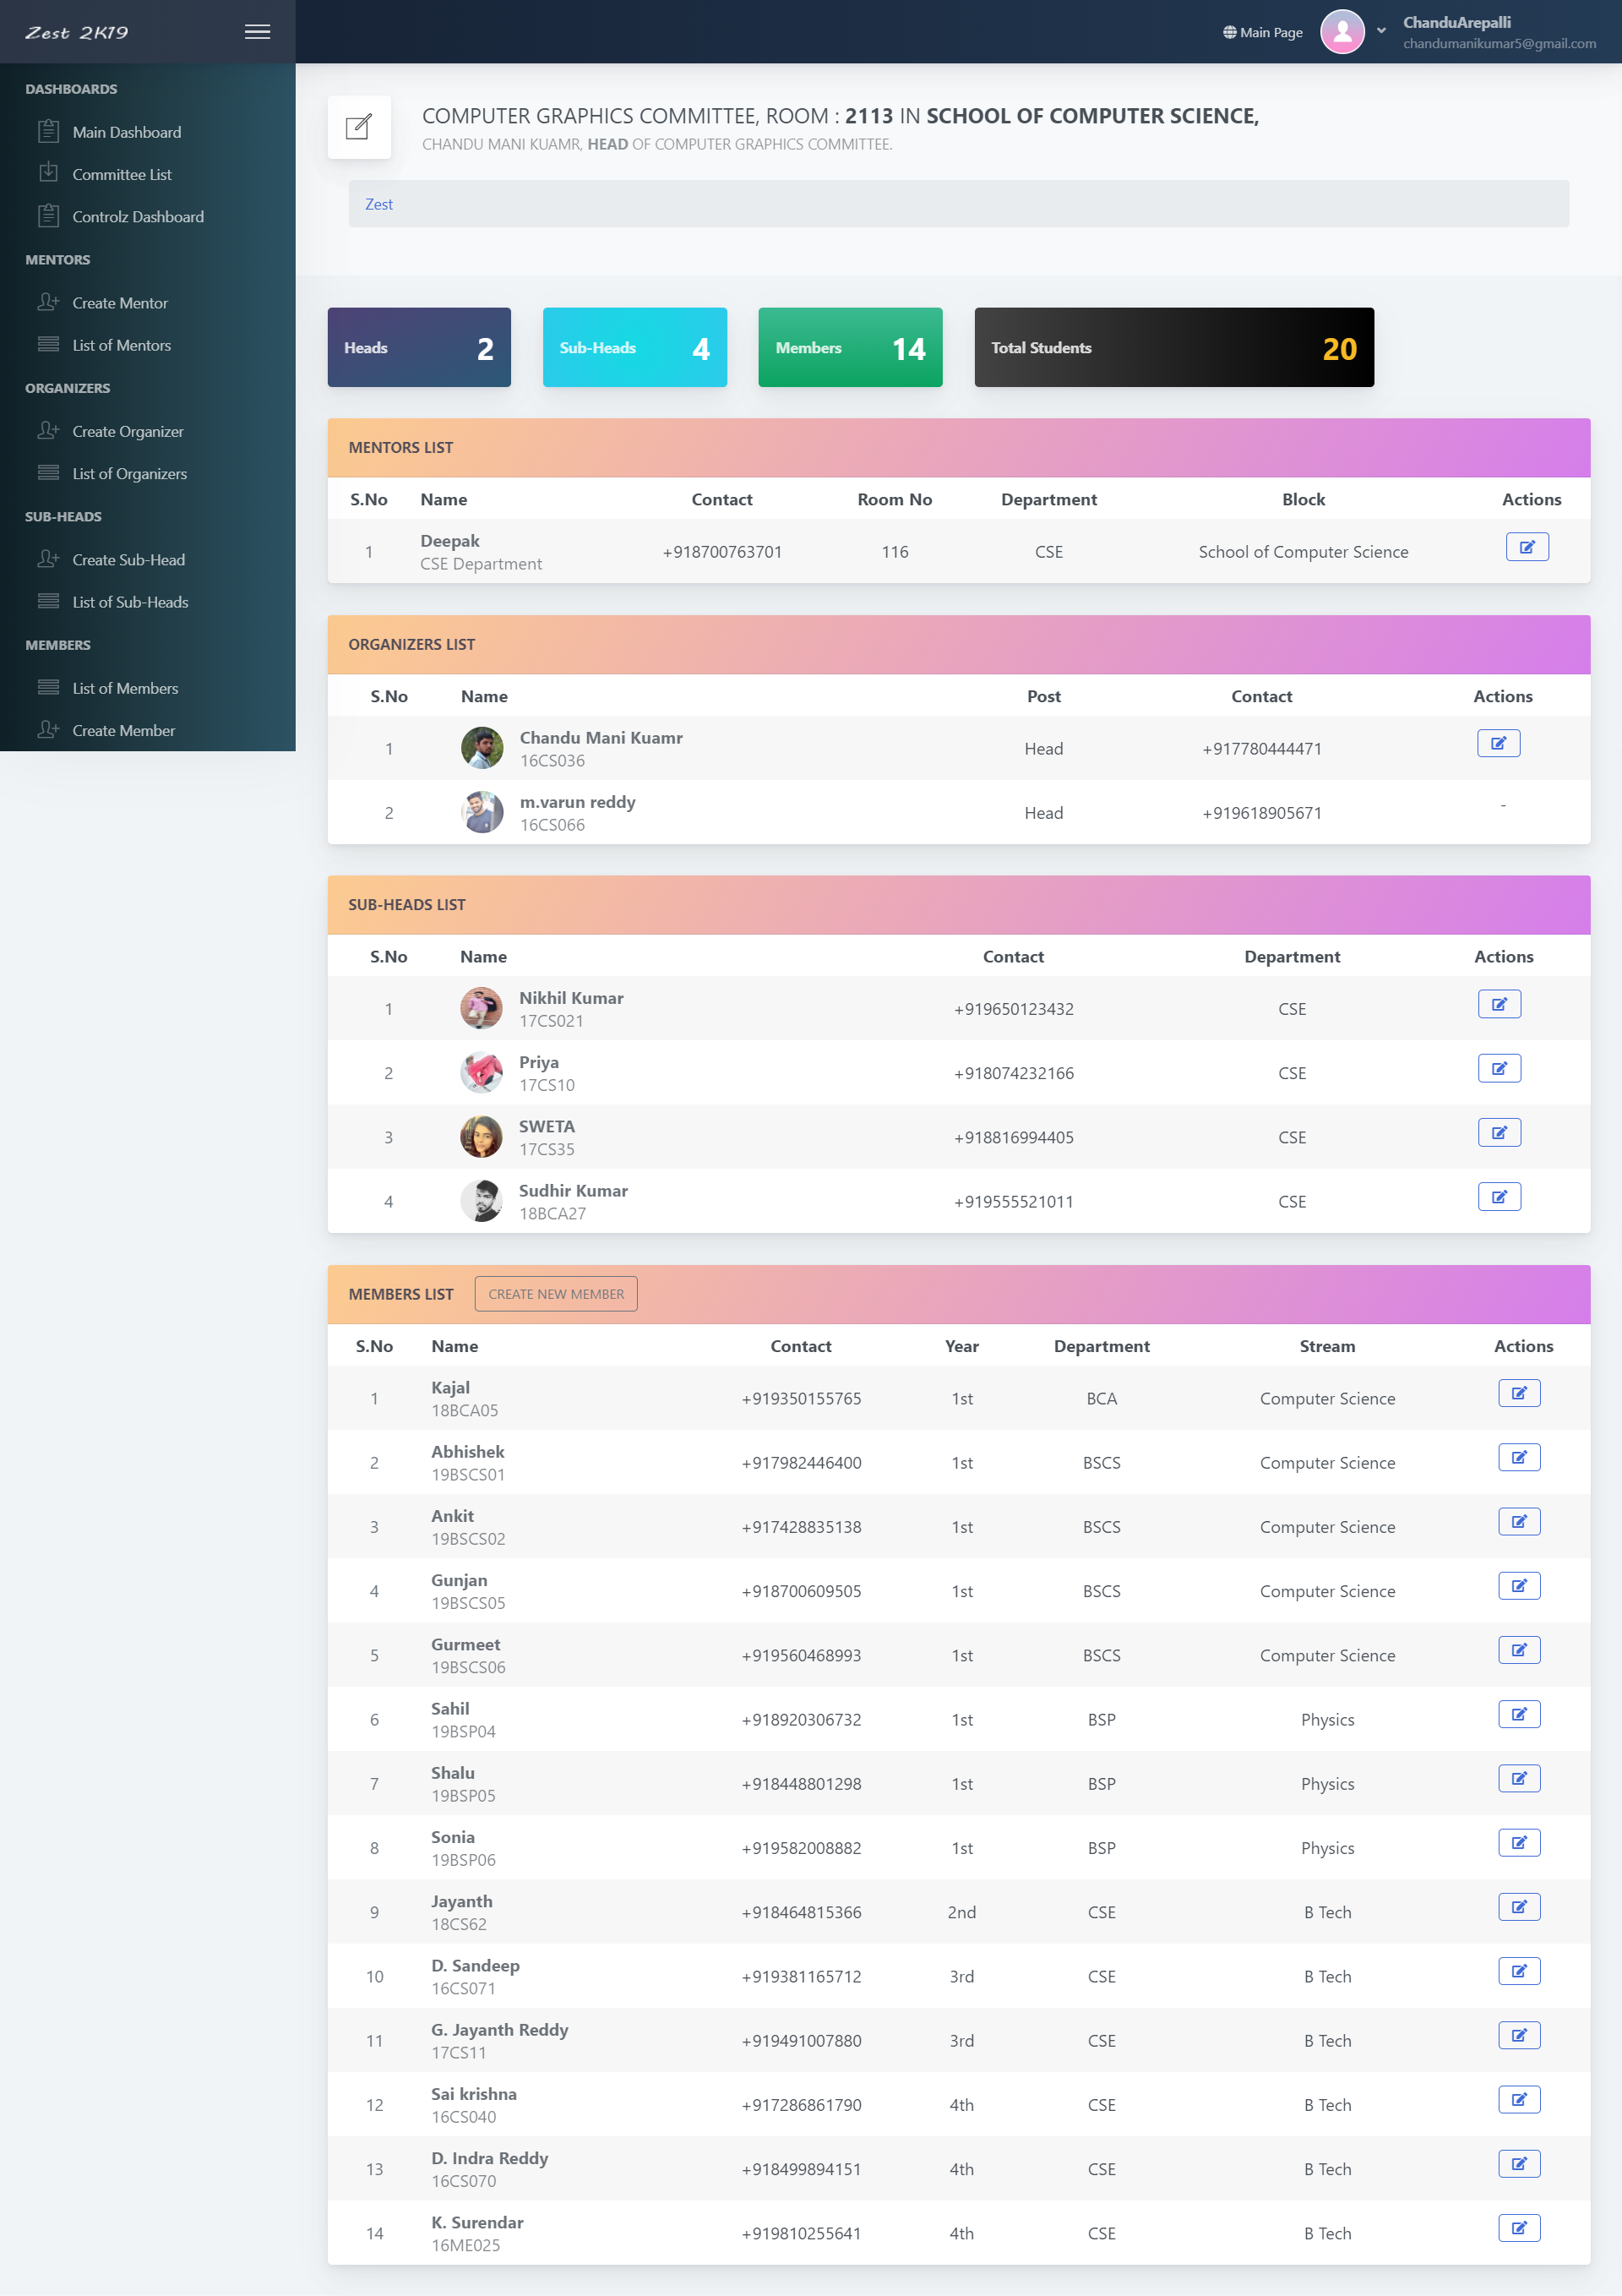 Zest 2K19
Main Page
ChanduArepalli
chandumanikumar5@gmail.com
DASHBOARDS
Main Dashboard
Committee List
Controlz Dashboard
MENTORS
Create Mentor
List of Mentors
ORGANIZERS
Create Organizer
List of Organizers
SUB-HEADS
Create Sub-Head
List of Sub-Heads
MEMBERS
List of Members
Create Member
COMPUTER GRAPHICS COMMITTEE, ROOM : 2113 IN SCHOOL OF COMPUTER SCIENCE,
CHANDU MANI KUAMR, HEAD OF COMPUTER GRAPHICS COMMITTEE.
Zest
Heads 2
Sub-Heads 4
Members 14
Total Students 20
MENTORS LIST
S.No Name Contact Room No Department Block Actions
1 Deepak +918700763701 116 CSE School of Computer Science
CSE Department
ORGANIZERS LIST
S.No Name Post Contact Actions
1 Chandu Mani Kuamr Head +917780444471
16CS036
2 m.varun reddy Head +919618905671 -
16CS066
SUB-HEADS LIST
S.No Name Contact Department Actions
1 Nikhil Kumar +919650123432 CSE
17CS021
2 Priya +918074232166 CSE
17CS10
3 SWETA +918816994405 CSE
17CS35
4 Sudhir Kumar +919555521011 CSE
18BCA27
MEMBERS LIST CREATE NEW MEMBER
S.No Name Contact Year Department Stream Actions
1 Kajal +919350155765 1st BCA Computer Science
18BCA05
2 Abhishek +917982446400 1st BSCS Computer Science
19BSCS01
3 Ankit +917428835138 1st BSCS Computer Science
19BSCS02
4 Gunjan +918700609505 1st BSCS Computer Science
19BSCS05
5 Gurmeet +919560468993 1st BSCS Computer Science
19BSCS06
6 Sahil +918920306732 1st BSP Physics
19BSP04
7 Shalu +918448801298 1st BSP Physics
19BSP05
8 Sonia +919582008882 1st BSP Physics
19BSP06
9 Jayanth +918464815366 2nd CSE B Tech
18CS62
10 D. Sandeep +919381165712 3rd CSE B Tech
16CS071
11 G. Jayanth Reddy +919491007880 3rd CSE B Tech
17CS11
12 Sai krishna +917286861790 4th CSE B Tech
16CS040
13 D. Indra Reddy +918499894151 4th CSE B Tech
16CS070
14 K. Surendar +919810255641 4th CSE B Tech
16ME025